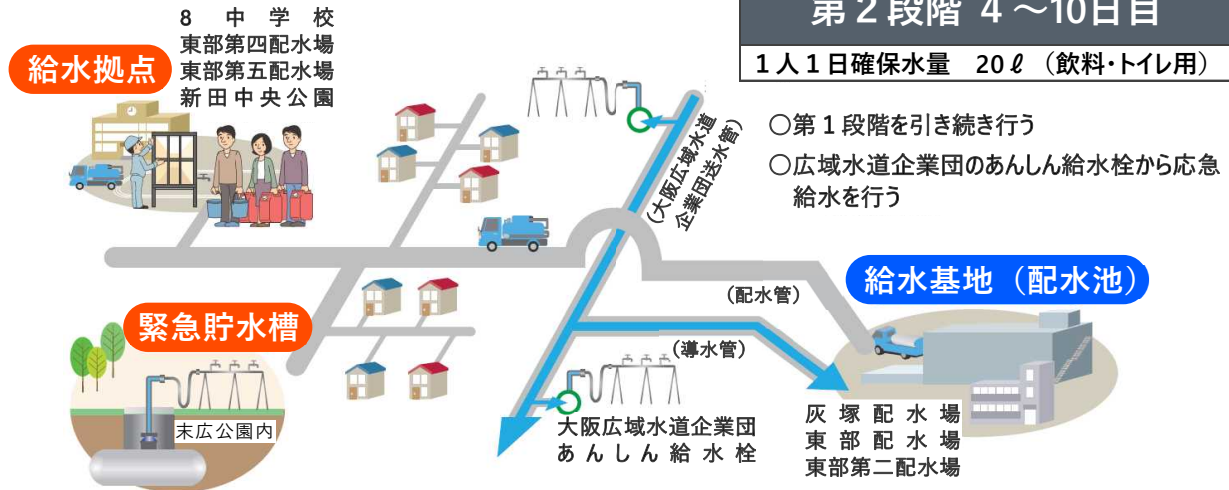 第２段階 ４～10日目
１人１日確保水量 20ℓ （飲料・トイレ用）
○第１段階を引き続き行う
○広域水道企業団のあんしん給水栓から応急
給水を行う
給水拠点
８中学校
東部第四配水場
東部第五配水場
新田中央公園
(大阪広域水道
企業団送水管)
給水基地（配水池）
(配水管)
(導水管)
緊急貯水槽
末広公園内
大阪広域水道企業団
あんしん給水栓
灰塚配水場
東部配水場
東部第二配水場